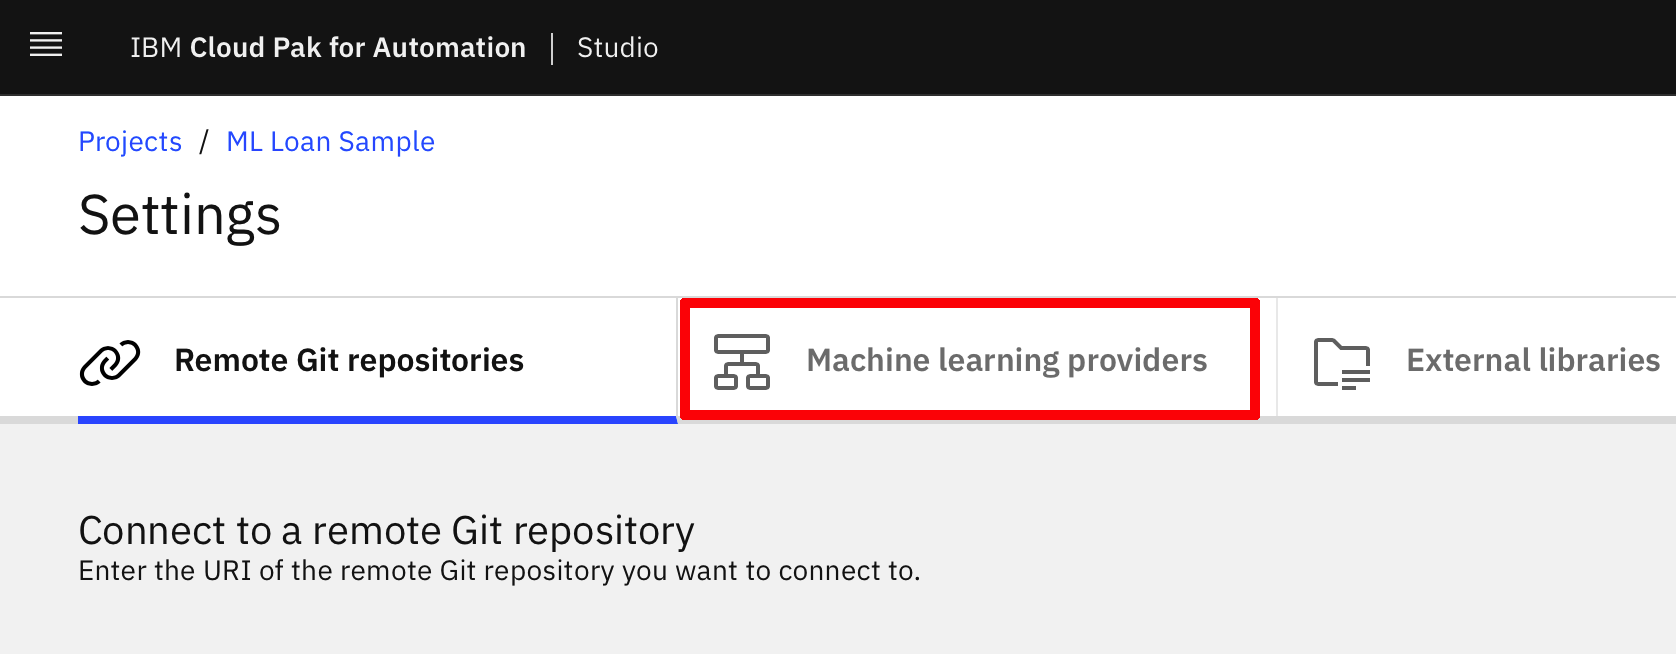 IBM Cloud Pak for Automation | Studio
Projects / ML Loan Sample
Settings
Remote Git repositories
Machine learning providers
External libraries
Connect to a remote Git repository
Enter the URI of the remote Git repository you want to connect to.